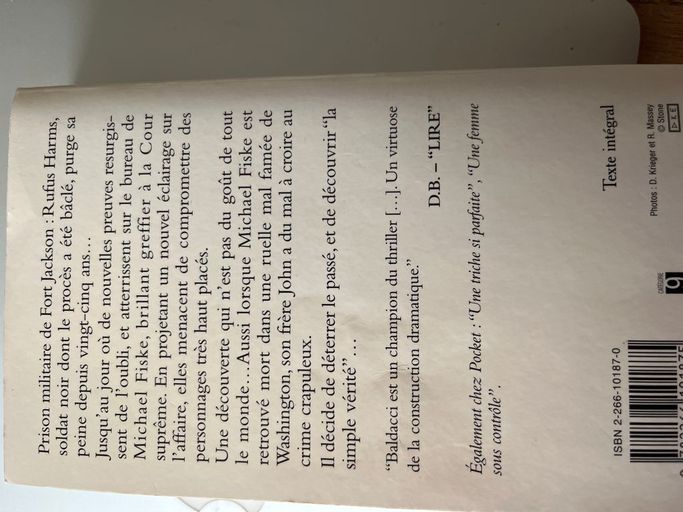 Prison militaire de Fort Jackson : Rufus Harms,
soldat noir dont le procès a été bâclé, purge sa
peine depuis vingt-cinq ans…
Jusqu'au jour où de nouvelles preuves resurgis-
sent de l'oubli, et atterrissent sur le bureau de
Michael Fiske, brillant greffier à la Cour
suprême. En projetant un nouvel éclairage sur
l'affaire, elles menacent de compromettre des
personnages très haut placés.
Une découverte qui n'est pas du goût de tout
le monde…Aussi lorsque Michael Fiske est
retrouvé mort dans une ruelle mal famée de
Washington, son frère John a du mal à croire au
crime crapuleux.
Il décide de déterrer le passé, et de découvrir "la
simple vérité"…
"Baldacci est un champion du thriller […]. Un virtuose
de la construction dramatique."
D.B. – "LIRE"
Également chez Pocket : "Une triche si parfaite", "Une femme
sous contrôle".
Texte intégral
Photos : D. Krieger et R. Massey
© Stone
CATÉGORIE
9
ISBN 2-266-10187-0